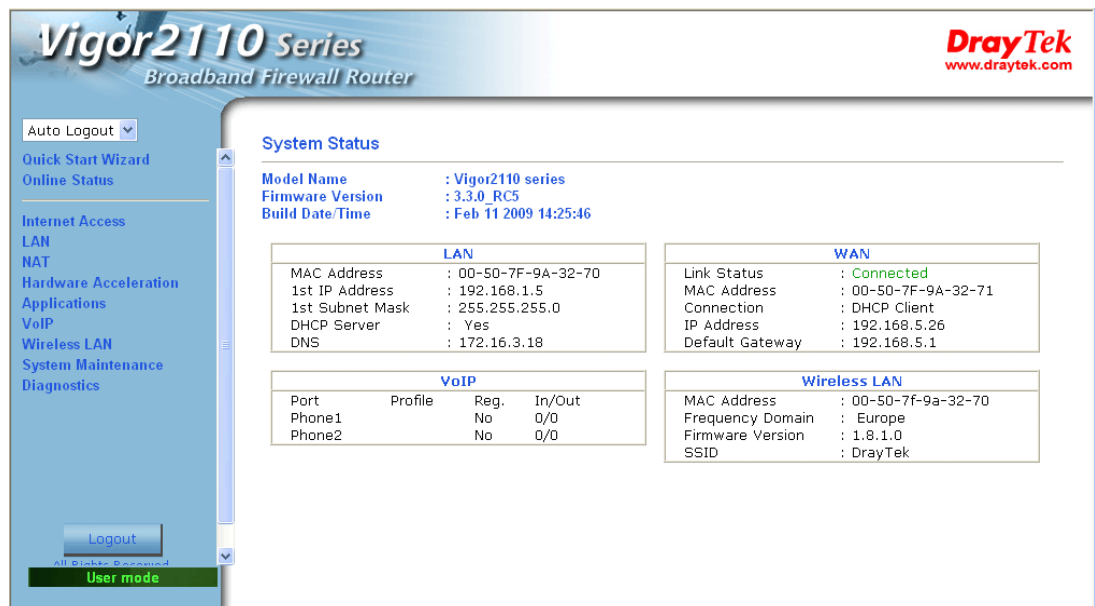 Vigor2110 Series
Broadband Firewall Router
DrayTek
www.draytek.com
Auto Logout
Quick Start Wizard
Online Status
Internet Access
LAN
NAT
Hardware Acceleration
Applications
VoIP
Wireless LAN
System Maintenance
Diagnostics
Logout
All Rights Reserved
User mode
System Status
Model Name : Vigor2110 series
Firmware Version : 3.3.0_RC5
Build Date/Time : Feb 11 2009 14:25:46
LAN
MAC Address : 00-50-7F-9A-32-70
1st IP Address : 192.168.1.5
1st Subnet Mask : 255.255.255.0
DHCP Server : Yes
DNS : 172.16.3.18
WAN
Link Status : Connected
MAC Address : 00-50-7F-9A-32-71
Connection : DHCP Client
IP Address : 192.168.5.26
Default Gateway : 192.168.5.1
VoIP
Port Profile Reg. In/Out
Phone1 No 0/0
Phone2 No 0/0
Wireless LAN
MAC Address : 00-50-7f-9a-32-70
Frequency Domain : Europe
Firmware Version : 1.8.1.0
SSID : DrayTek